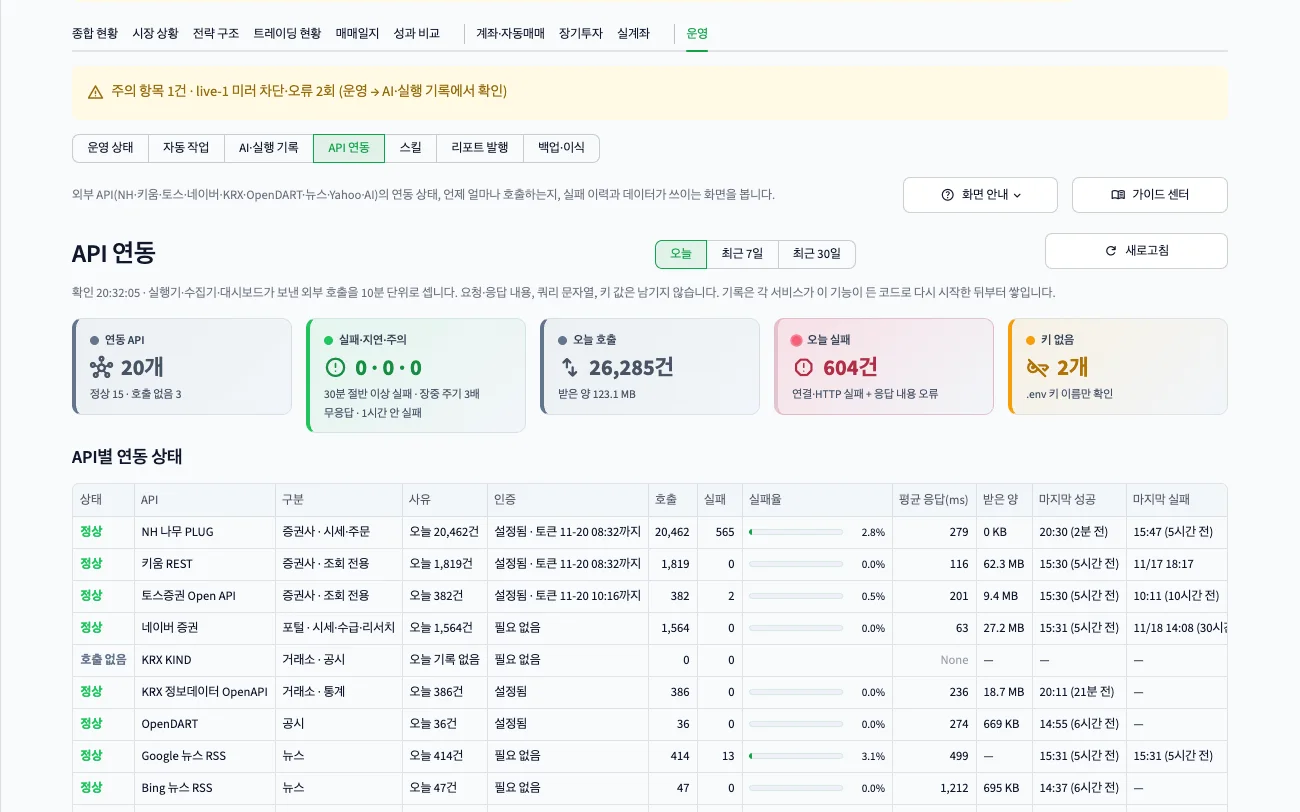 종합 현황 시장 상황 전략 구조 트레이딩 현황 매매일지 성과 비교 계좌·자동매매 장기투자 실계좌 운영
주의 항목 1건 · live-1 미러 차단·오류 2회 (운영 → AI·실행 기록에서 확인)
운영 상태 자동 작업 AI·실행 기록 API 연동 스킬 리포트 발행 백업·이식
외부 API(NH·키움·토스·네이버·KRX·OpenDART·뉴스·Yahoo·AI)의 연동 상태, 언제 얼마나 호출하는지, 실패 이력과 데이터가 쓰이는 화면을 봅니다.
화면 안내 가이드 센터
API 연동 오늘 최근 7일 최근 30일 새로고침
확인 20:32:05 · 실행기·수집기·대시보드가 보낸 외부 호출을 10분 단위로 셉니다. 요청·응답 내용, 쿼리 문자열, 키 값은 남기지 않습니다. 기록은 각 서비스가 이 기능이 든 코드로 다시 시작한 뒤부터 쌓입니다.
연동 API
20개
정상 15 · 호출 없음 3
실패·지연·주의
0 · 0 · 0
30분 절반 이상 실패 · 장중 주기 3배
무응답 · 1시간 안 실패
오늘 호출
26,285건
받은 양 123.1 MB
오늘 실패
604건
연결·HTTP 실패 + 응답 내용 오류
키 없음
2개
.env 키 이름만 확인
API별 연동 상태
상태 API 구분 사유 인증 호출 실패 실패율 평균 응답(ms) 받은 양 마지막 성공 마지막 실패
정상 NH 나무 PLUG 증권사 · 시세·주문 오늘 20,462건 설정됨 · 토큰 11-20 08:32까지 20,462 565 2.8% 279 0 KB 20:30 (2분 전) 15:47 (5시간 전)
정상 키움 REST 증권사 · 조회 전용 오늘 1,819건 설정됨 · 토큰 11-20 08:32까지 1,819 0 0.0% 116 62.3 MB 15:30 (5시간 전) 11/17 18:17
정상 토스증권 Open API 증권사 · 조회 전용 오늘 382건 설정됨 · 토큰 11-20 10:16까지 382 2 0.5% 201 9.4 MB 15:30 (5시간 전) 10:11 (10시간 전)
정상 네이버 증권 포털 · 시세·수급·리서치 오늘 1,564건 필요 없음 1,564 0 0.0% 63 27.2 MB 15:31 (5시간 전) 11/18 14:08 (30시간
호출 없음 KRX KIND 거래소 · 공시 오늘 기록 없음 필요 없음 0 0 None — — —
정상 KRX 정보데이터 OpenAPI 거래소 · 통계 오늘 386건 설정됨 386 0 0.0% 236 18.7 MB 20:11 (21분 전) —
정상 OpenDART 공시 오늘 36건 설정됨 36 0 0.0% 274 669 KB 14:55 (6시간 전) —
정상 Google 뉴스 RSS 뉴스 오늘 414건 필요 없음 414 13 3.1% 499 — 15:31 (5시간 전) 15:31 (5시간 전)
정상 Bing 뉴스 RSS 뉴스 오늘 47건 필요 없음 47 0 0.0% 1,212 695 KB 14:37 (6시간 전) —